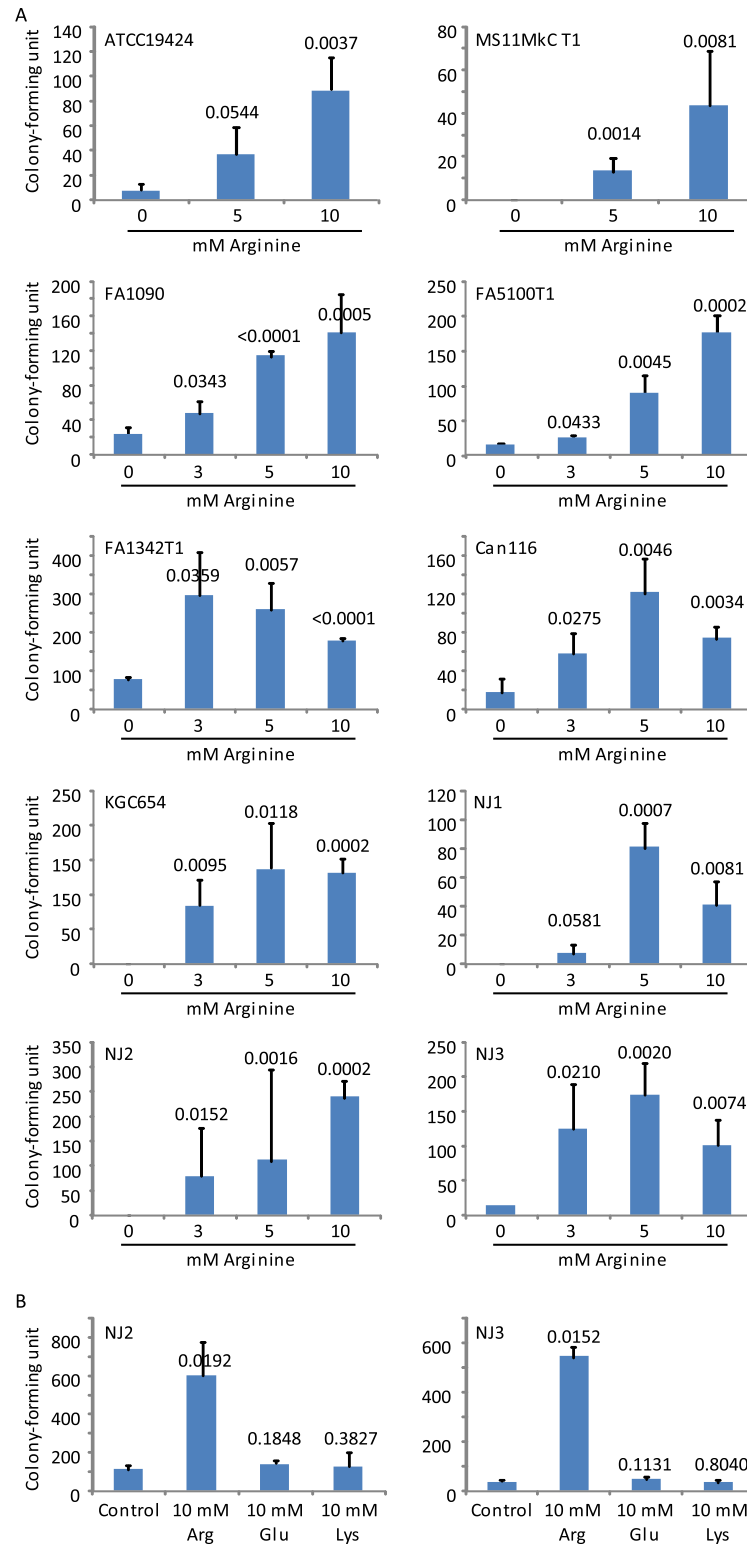 A
ATCC19424
Colony-forming unit
140
120
100
80
60
40
20
0
0.0544
0.0037
0 5 10
mM Arginine
MS11MkC T1
80
60
40
20
0
0.0014
0.0081
0 5 10
mM Arginine
FA1090
Colony-forming unit
200
160
120
80
40
0
0.0343
<0.0001
0.0005
0 3 5 10
mM Arginine
FA5100T1
250
200
150
100
50
0
0.0433
0.0045
0.0002
0 3 5 10
mM Arginine
FA1342T1
Colony-forming unit
400
300
200
100
0
0.0359
0.0057
<0.0001
0 3 5 10
mM Arginine
Can116
160
120
80
40
0
0.0275
0.0046
0.0034
0 3 5 10
mM Arginine
KGC654
Colony-forming unit
250
200
150
100
50
0
0.0095
0.0118
0.0002
0 3 5 10
mM Arginine
NJ1
120
100
80
60
40
20
0
0.0581
0.0007
0.0081
0 3 5 10
mM Arginine
NJ2
Colony-forming unit
350
300
250
200
150
100
50
0
0.0152
0.0016
0.0002
0 3 5 10
mM Arginine
NJ3
250
200
150
100
50
0
0.0210
0.0020
0.0074
0 3 5 10
mM Arginine
B
NJ2
Colony-forming unit
800
600
400
200
0
0.0192
0.1848
0.3827
Control 10 mM 10 mM 10 mM
Arg Glu Lys
NJ3
600
400
200
0
0.0152
0.1131
0.8040
Control 10 mM 10 mM 10 mM
Arg Glu Lys